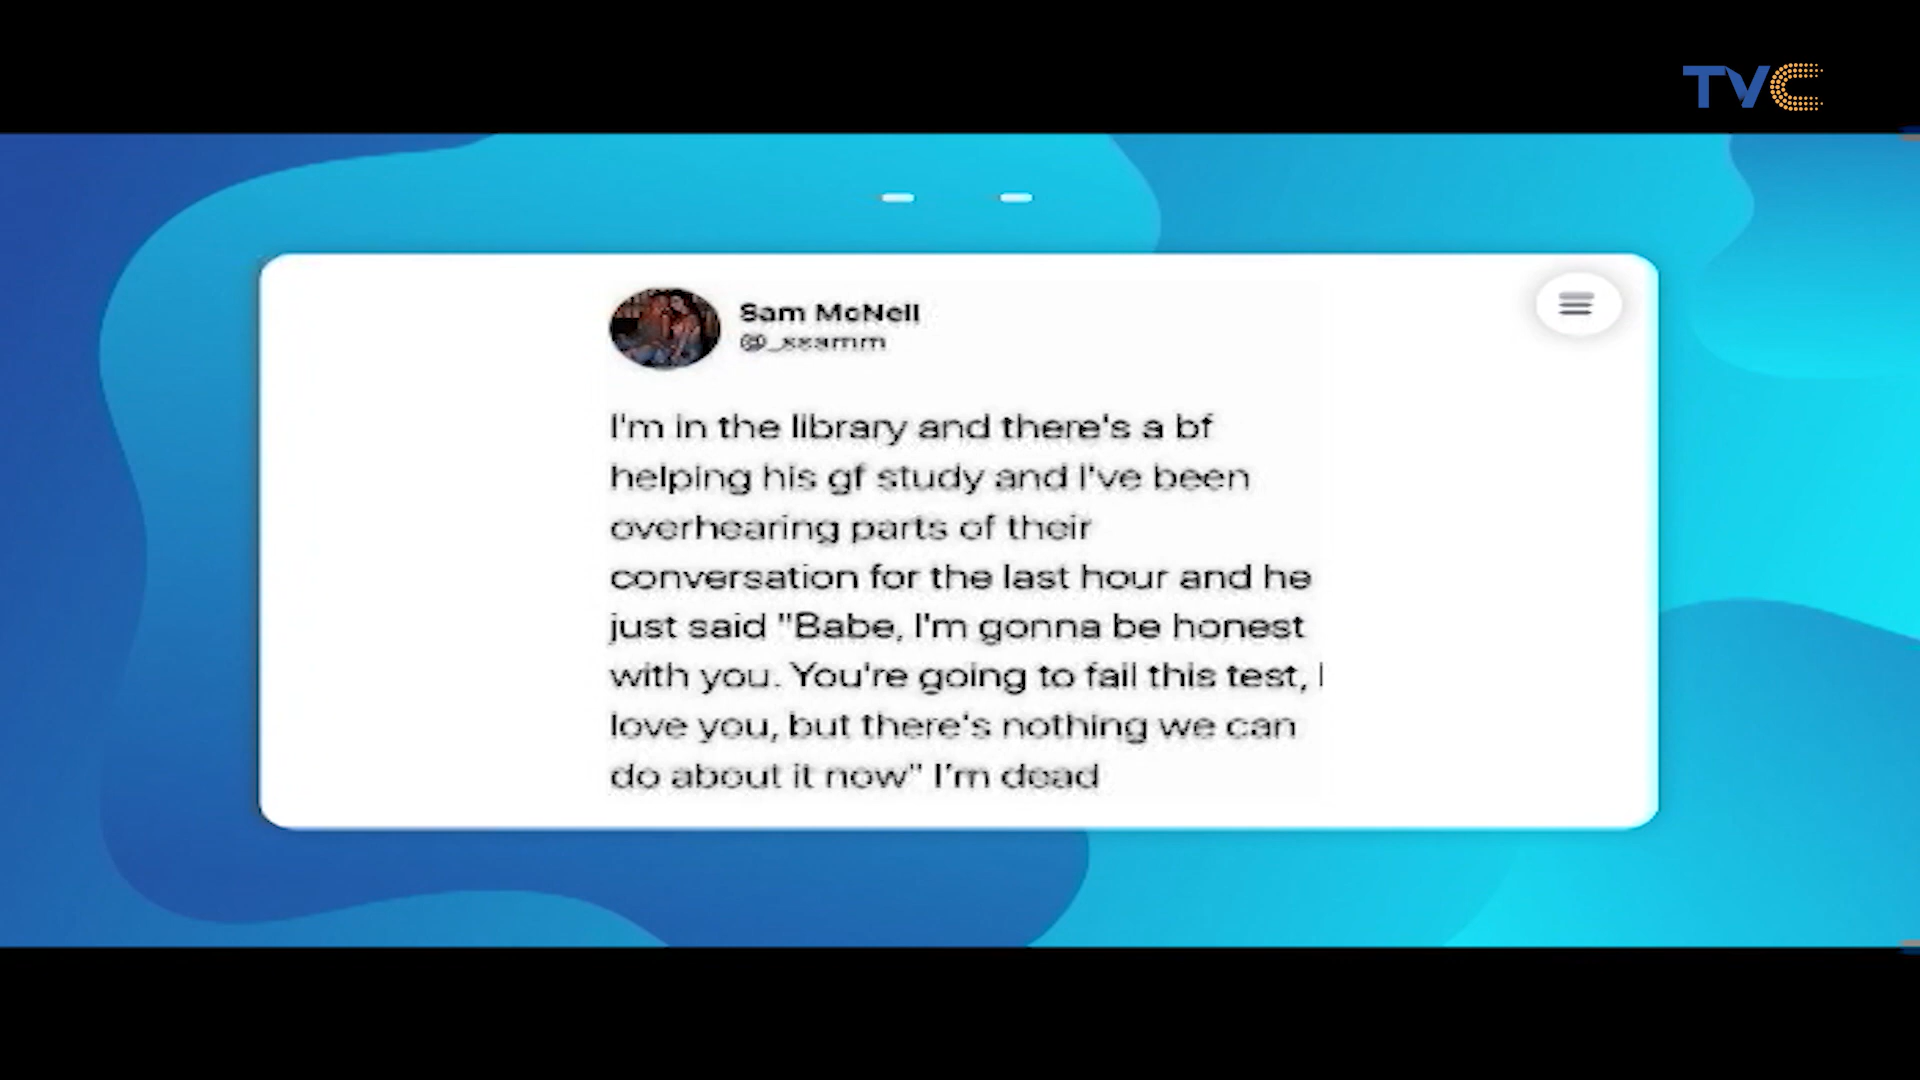 TVC
Sam McNeil
@_ssamm
I'm in the library and there's a bf
helping his gf study and I've been
overhearing parts of their
conversation for the last hour and he
just said "Babe, I'm gonna be honest
with you. You're going to fail this test, I
love you, but there's nothing we can
do about it now" I'm dead